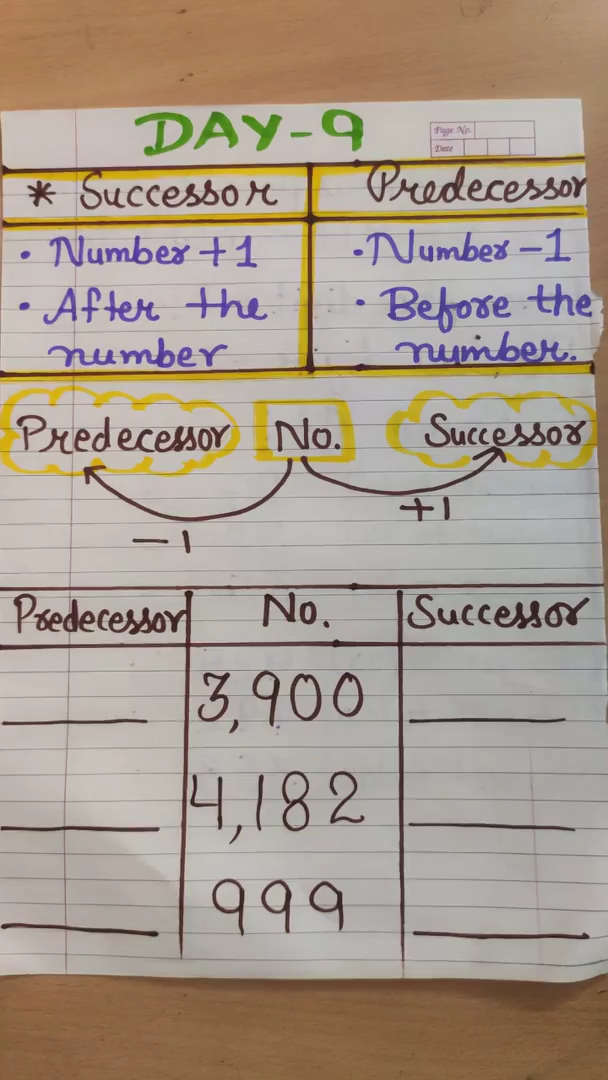 DAY-9
Page No.
Date
* Successor Predecessor
• Number +1 • Number -1
• After the • Before the
number number.
Predecessor No. Successor
+1
-1
Predecessor No. Successor
3,900
4,182
999